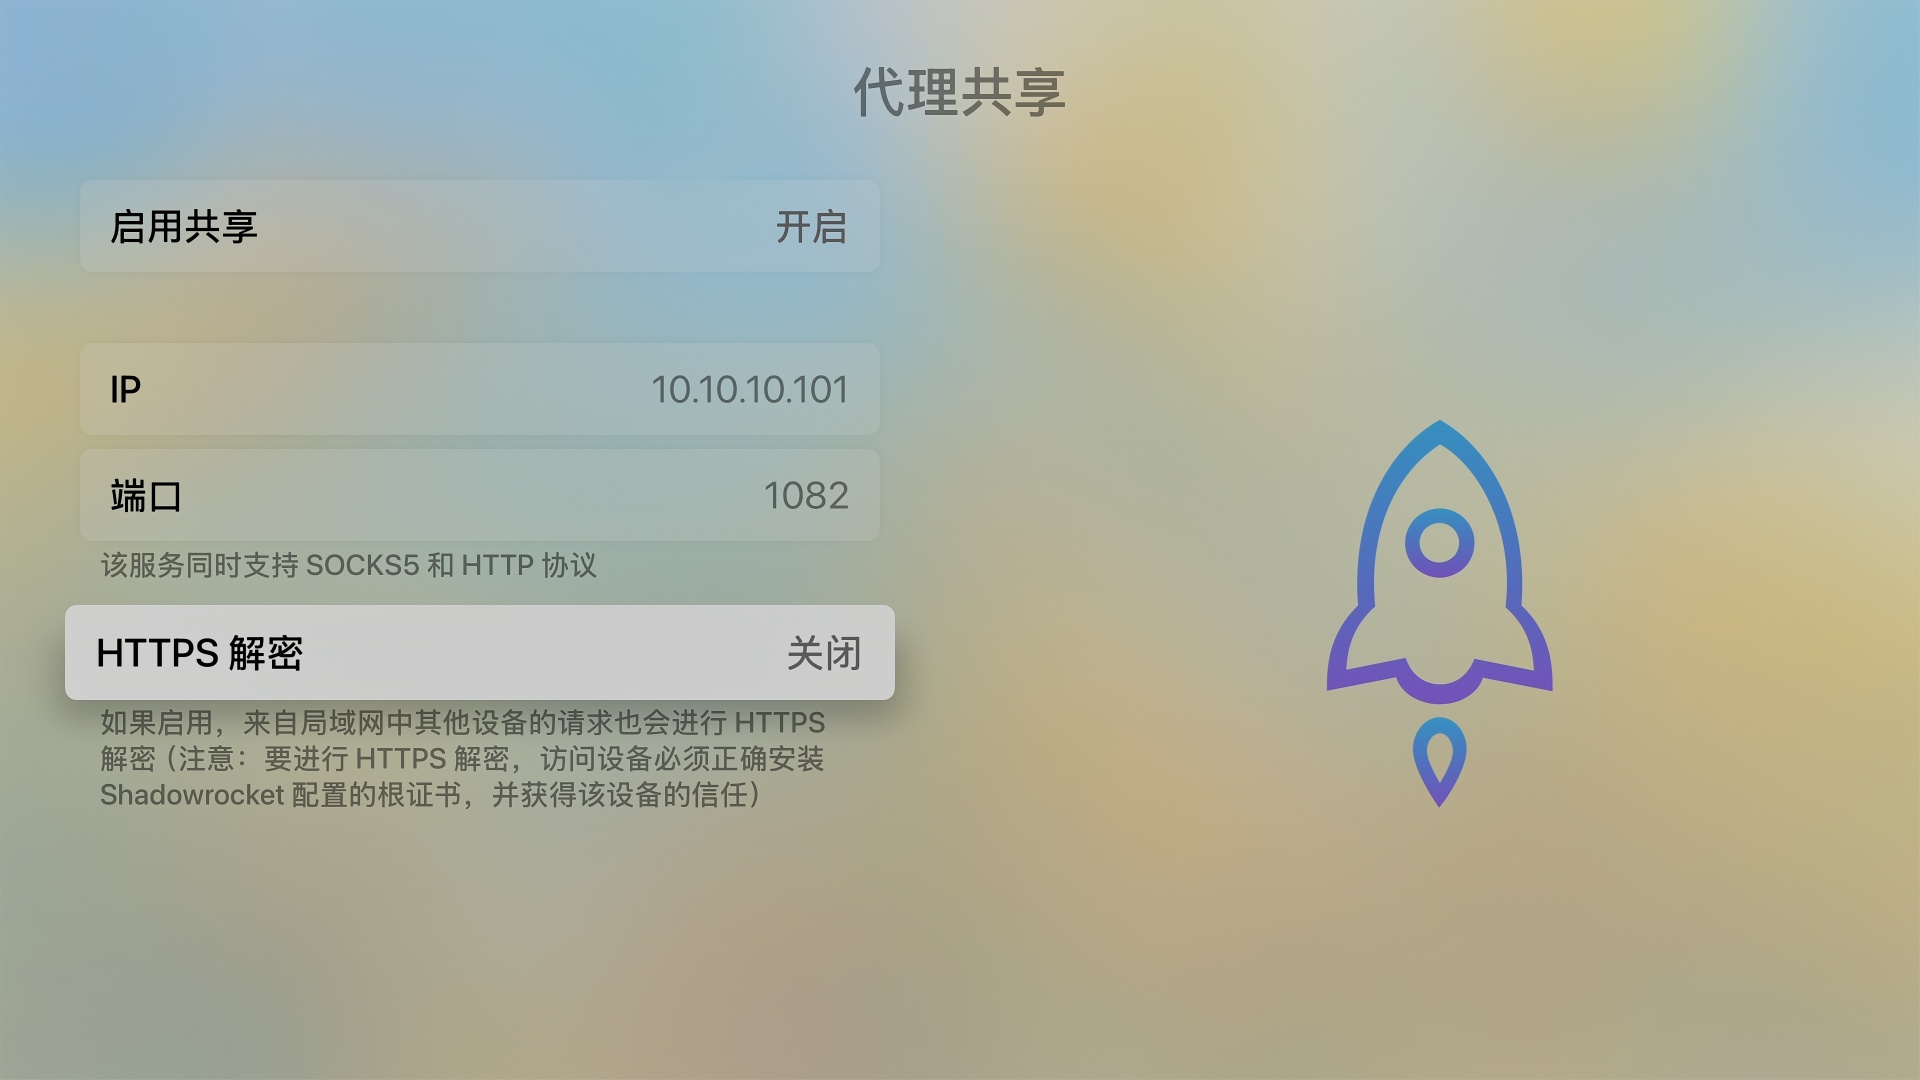 代理共享
启用共享 开启
IP 10.10.10.101
端口 1082
该服务同时支持 SOCKS5 和 HTTP 协议
HTTPS 解密 关闭
如果启用，来自局域网中其他设备的请求也会进行 HTTPS
解密（注意：要进行 HTTPS 解密，访问设备必须正确安装
Shadowrocket 配置的根证书，并获得该设备的信任）